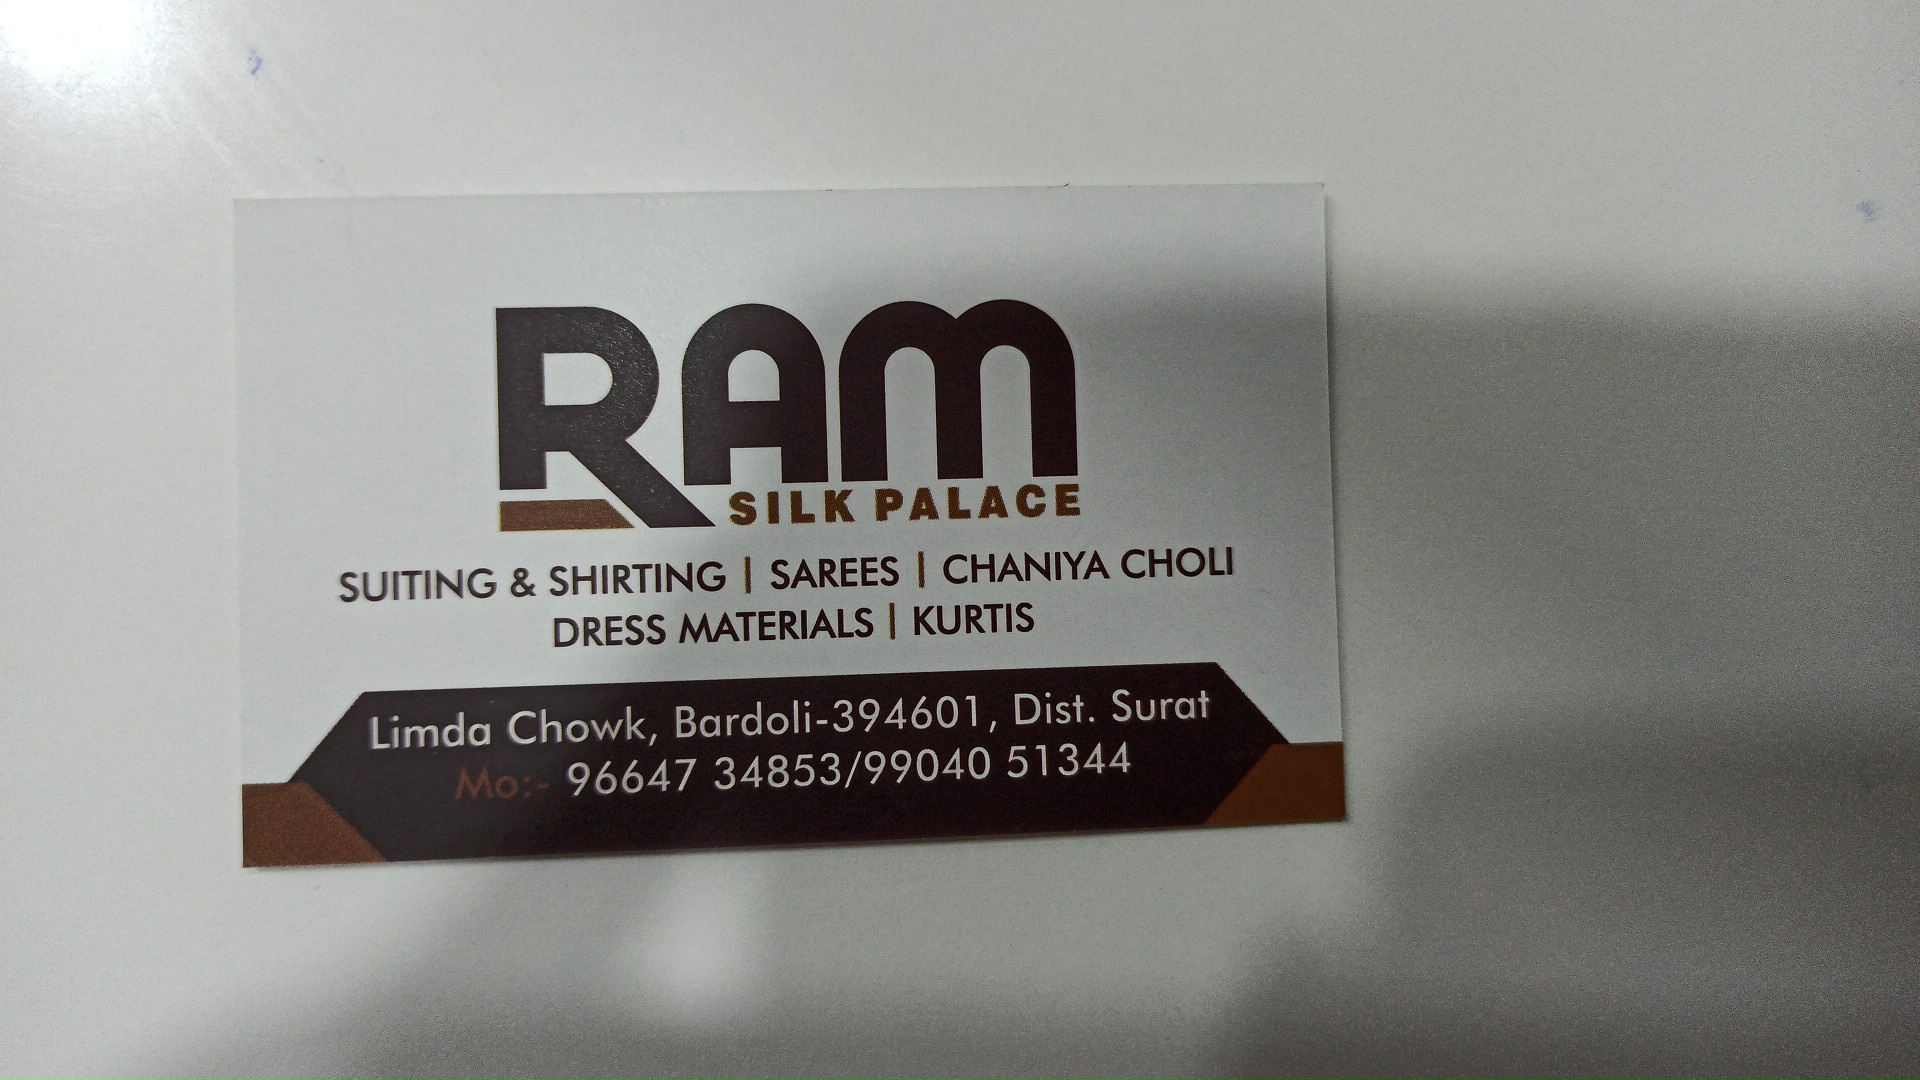 RAM
SILK PALACE
SUITING & SHIRTING | SAREES | CHANIYA CHOLI
DRESS MATERIALS | KURTIS
Limda Chowk, Bardoli-394601, Dist. Surat
Mo:- 96647 34853/99040 51344